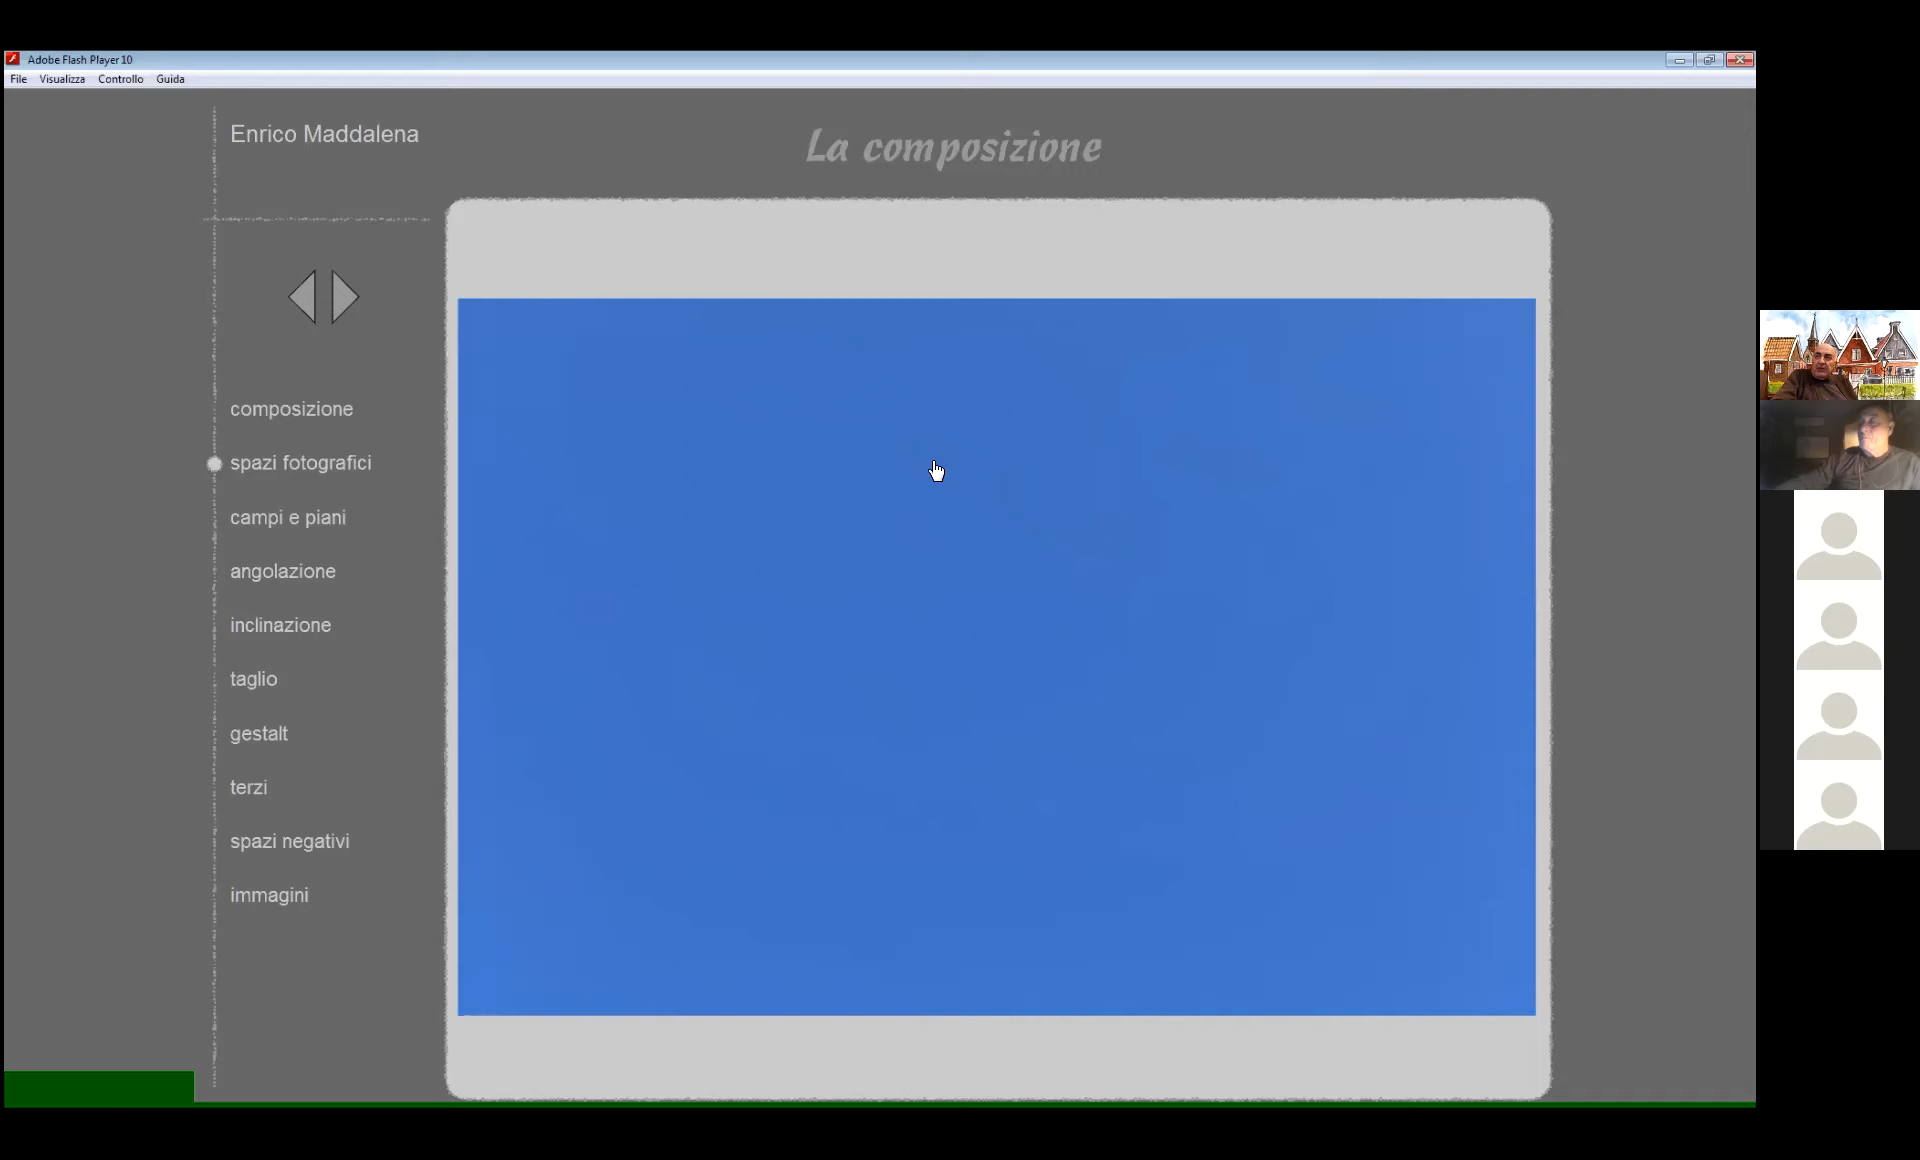 Adobe Flash Player 10
File Visualizza Controllo Guida
Enrico Maddalena
La composizione
composizione
spazi fotografici
campi e piani
angolazione
inclinazione
taglio
gestalt
terzi
spazi negativi
immagini